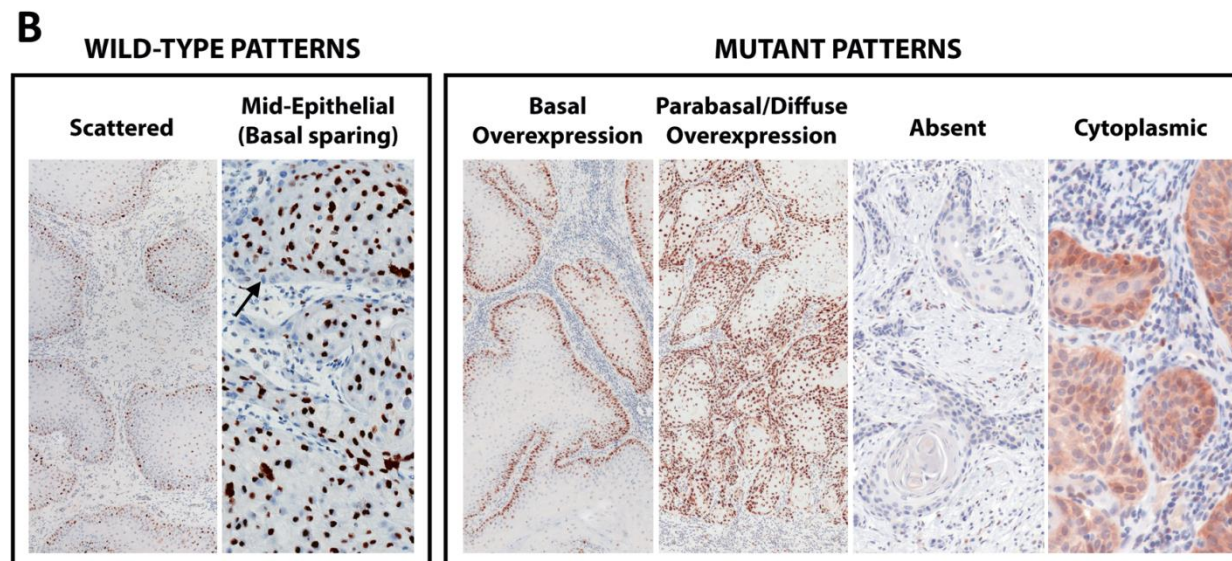 B
WILD-TYPE PATTERNS
MUTANT PATTERNS
Scattered
Mid-Epithelial
(Basal sparing)
Basal
Overexpression
Parabasal/Diffuse
Overexpression
Absent
Cytoplasmic